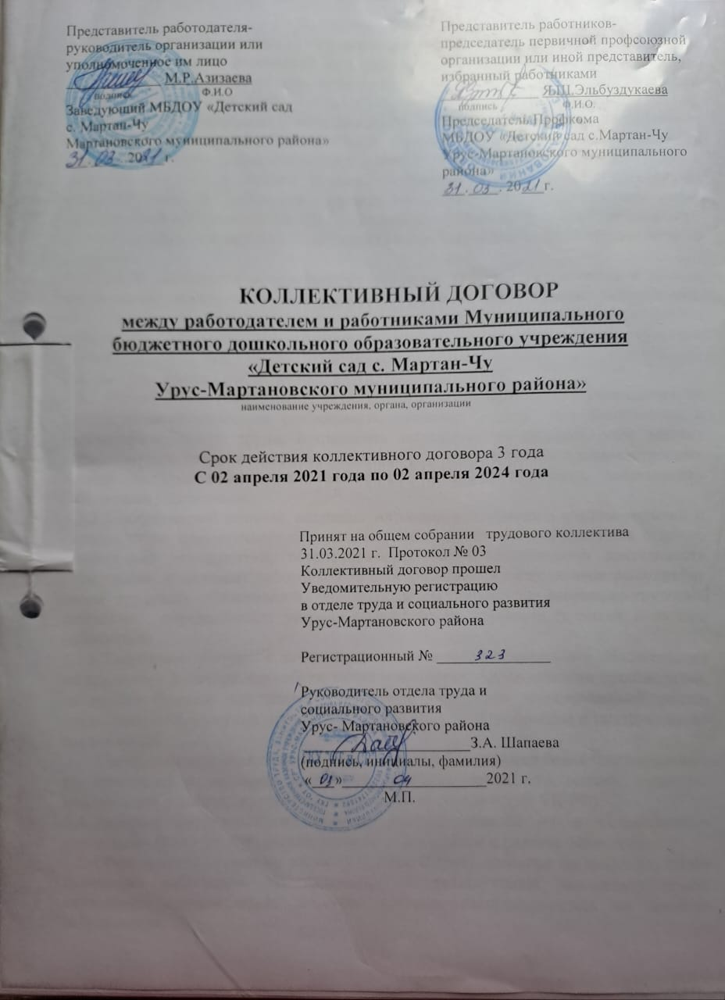 Представитель работодателя-
руководитель организации или
уполномоченное им лицо
М.Р.Азизаева
подпись Ф.И.О
Заведующий МБДОУ «Детский сад
с. Мартан-Чу
Мартановского муниципального района»
31.03.2021 г.
Представитель работников-
председатель первичной профсоюзной
организации или иной представитель,
избранный работниками
Я.Ш.Эльбуздукаева
подпись Ф.И.О.
Председатель Профкома
МБДОУ «Детский сад с.Мартан-Чу
Урус-Мартановского муниципального
района»
31.03.2021 г.
КОЛЛЕКТИВНЫЙ ДОГОВОР
между работодателем и работниками Муниципального
бюджетного дошкольного образовательного учреждения
«Детский сад с. Мартан-Чу
Урус-Мартановского муниципального района»
наименование учреждения, органа, организации
Срок действия коллективного договора 3 года
С 02 апреля 2021 года по 02 апреля 2024 года
Принят на общем собрании трудового коллектива
31.03.2021 г. Протокол № 03
Коллективный договор прошел
Уведомительную регистрацию
в отделе труда и социального развития
Урус-Мартановского района
Регистрационный № 323
Руководитель отдела труда и
социального развития
Урус- Мартановского района
З.А. Шапаева
(подпись, инициалы, фамилия)
« » 04 2021 г.
М.П.